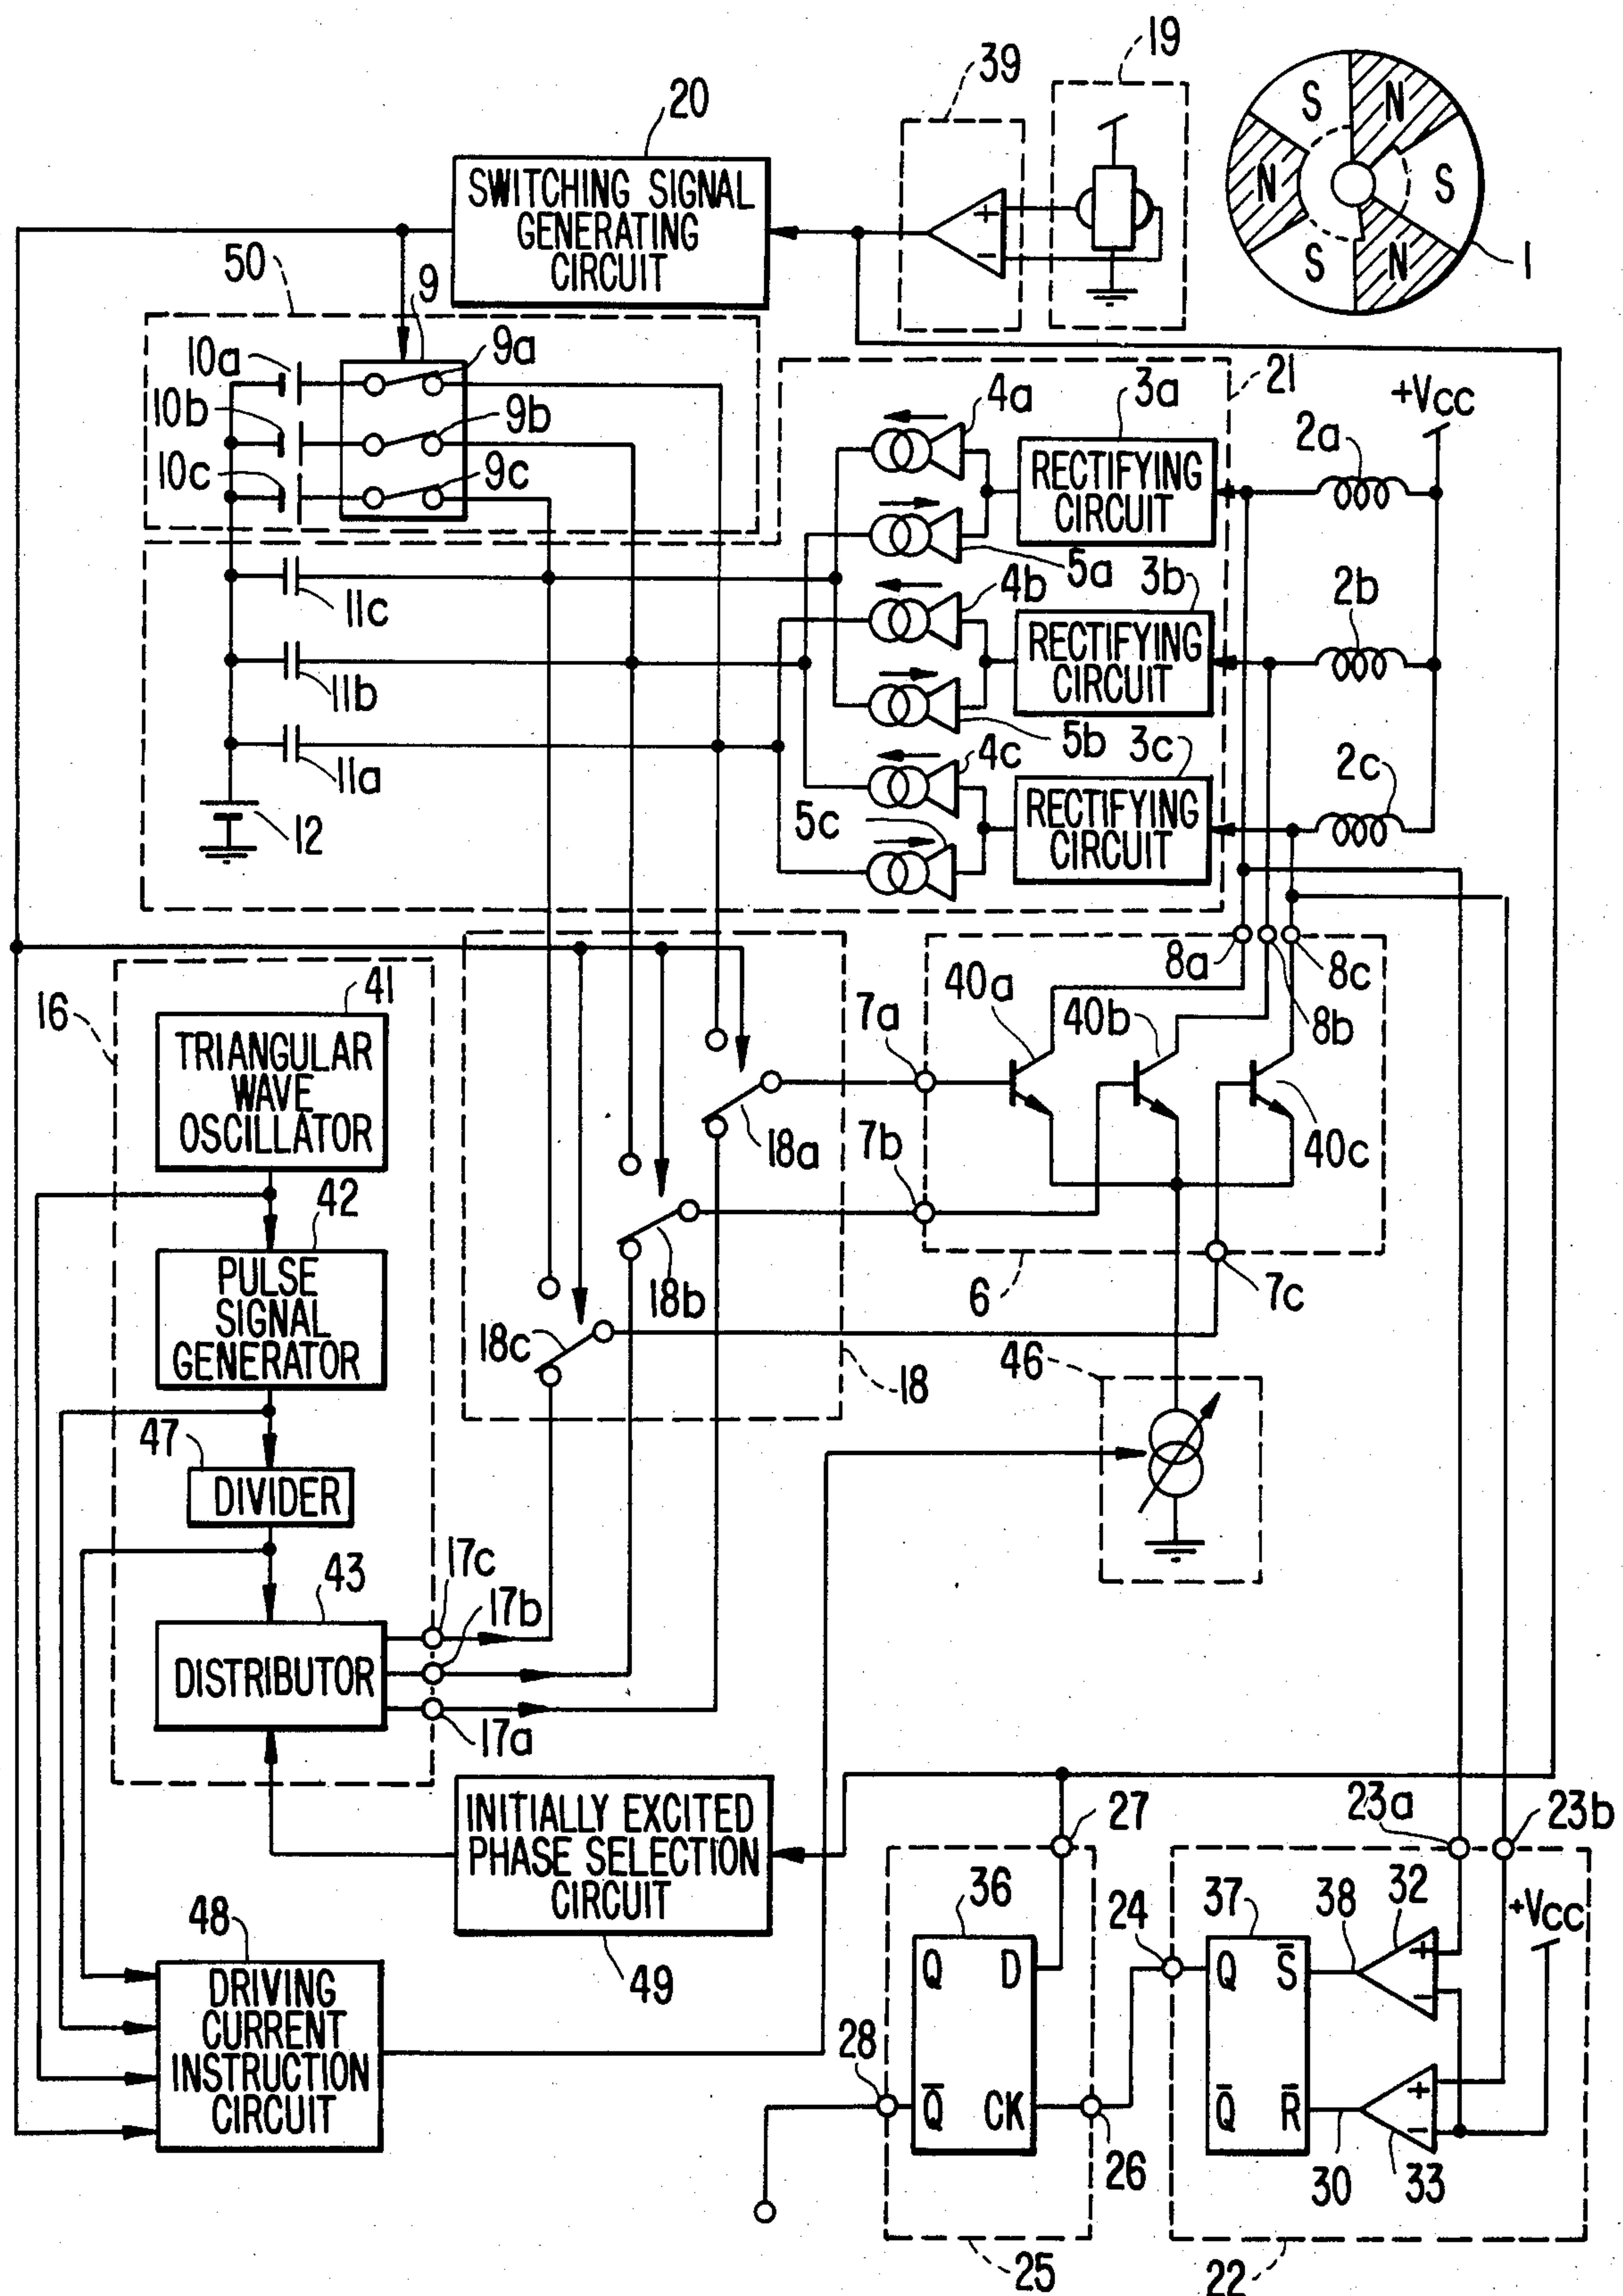 19
39
20
S
N
S
N
S
N
1
SWITCHING SIGNAL
GENERATING
CIRCUIT
+
−
50
9
10a
9a
10b
9b
10c
9c
21
4a
3a
+VCC
2a
RECTIFYING
CIRCUIT
5a
3b
11c
4b
2b
RECTIFYING
CIRCUIT
11b
5b
3c
4c
2c
11a
5c
RECTIFYING
CIRCUIT
12
8a
8c
8b
16
41
40a
40b
7a
TRIANGULAR
WAVE
OSCILLATOR
18a
7b
40c
42
PULSE
SIGNAL
GENERATOR
18b
6
7c
18c
18
46
47
DIVIDER
17c
43
17b
DISTRIBUTOR
17a
INITIALLY EXCITED
PHASE SELECTION
CIRCUIT
27
23a
23b
48
49
36
24
37
38
32
+VCC
DRIVING
CURRENT
INSTRUCTION
CIRCUIT
Q D
Q S̅
+
−
28
Q̅ CK
Q̅ R̅
+
−
26
30
33
25
22